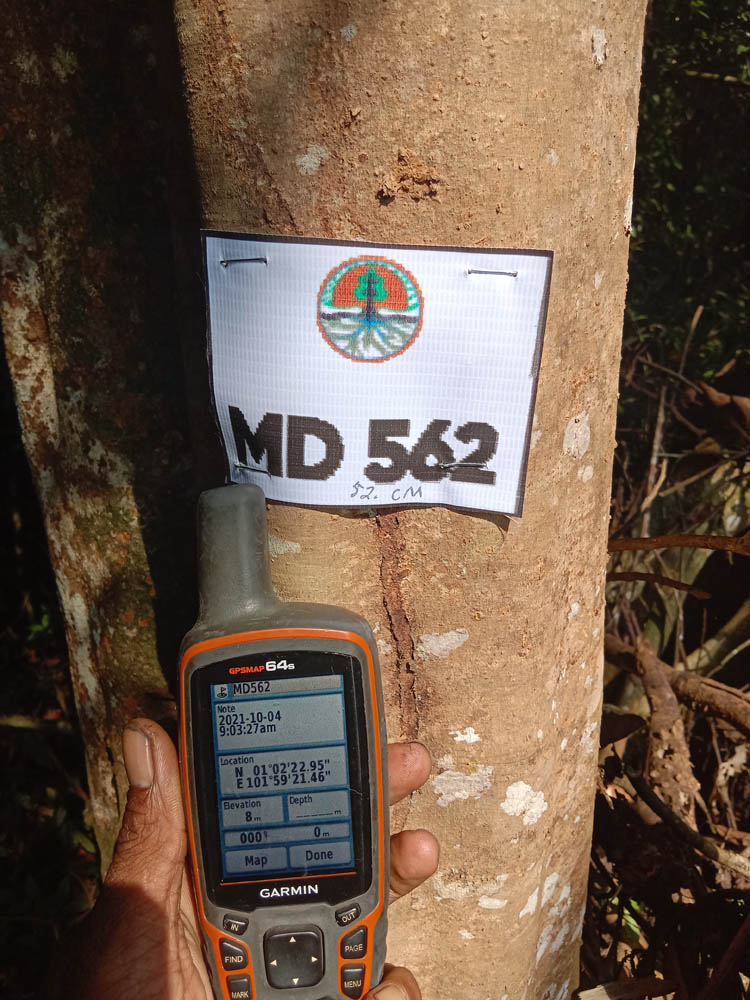 MD 562
52. CM
GPSMAP 64s
MD562
Note
2021-10-04
9:03:27am
Location
N 01°02'22.95"
E 101°59'21.46"
Elevation
8m
Depth
_____m
000°
0m
Map
Done
GARMIN
IN
OUT
FIND
PAGE
MARK
MENU